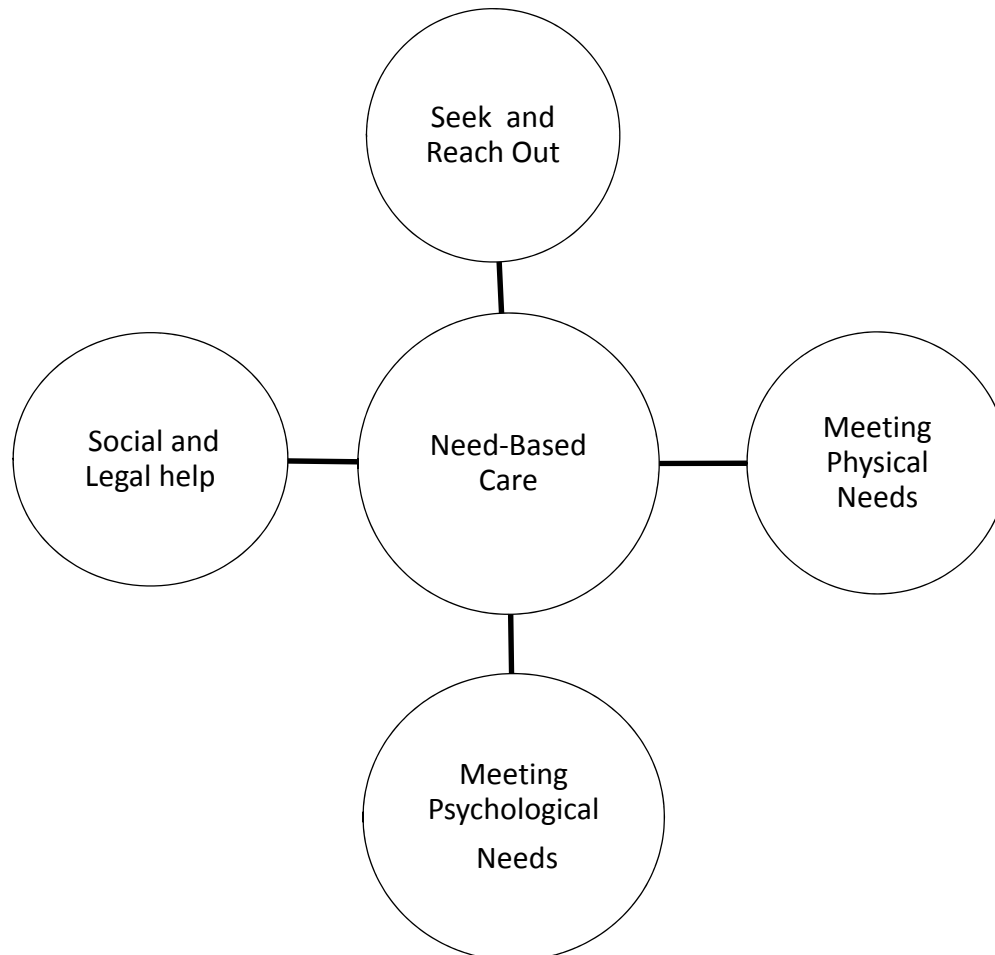 Seek and
Reach Out
Social and
Legal help
Need-Based
Care
Meeting
Physical
Needs
Meeting
Psychological
Needs